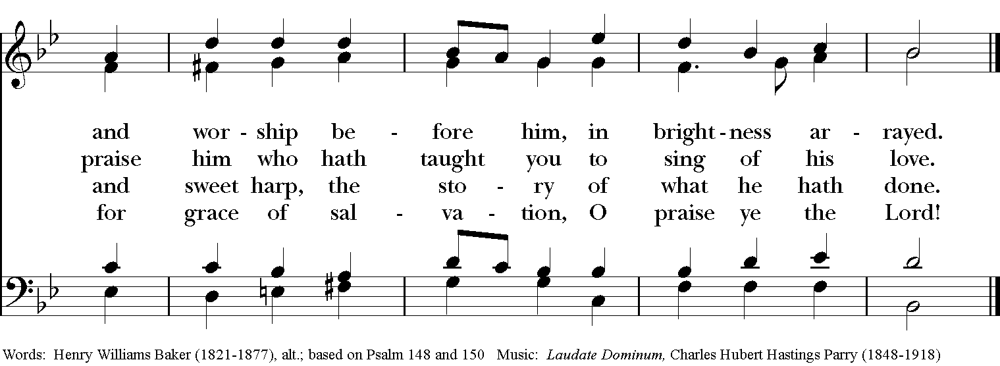 and wor - ship be - fore him, in bright - ness ar - rayed.
praise him who hath taught you to sing of his love.
and sweet harp, the sto - ry of what he hath done.
for grace of sal - va - tion, O praise ye the Lord!
Words: Henry Williams Baker (1821-1877), alt.; based on Psalm 148 and 150 Music: Laudate Dominum, Charles Hubert Hastings Parry (1848-1918)